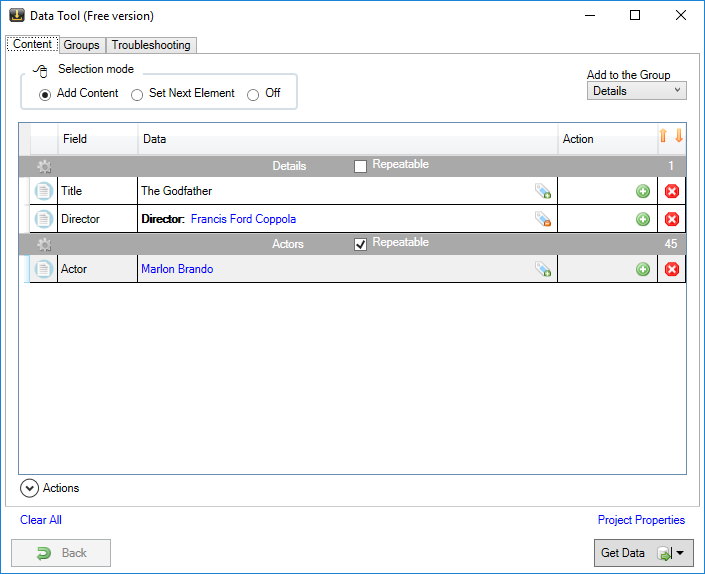 Data Tool (Free version)
Content Groups Troubleshooting
Selection mode
Add Content Set Next Element Off
Add to the Group
Details
Field Data Action
Details Repeatable 1
Title The Godfather
Director Director: Francis Ford Coppola
Actors Repeatable 45
Actor Marlon Brando
Actions
Clear All Project Properties
Back Get Data